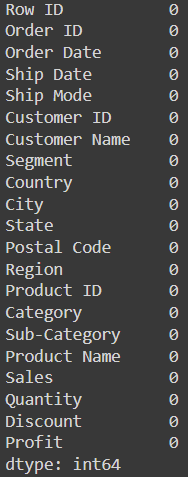 Row ID 0
Order ID 0
Order Date 0
Ship Date 0
Ship Mode 0
Customer ID 0
Customer Name 0
Segment 0
Country 0
City 0
State 0
Postal Code 0
Region 0
Product ID 0
Category 0
Sub-Category 0
Product Name 0
Sales 0
Quantity 0
Discount 0
Profit 0
dtype: int64